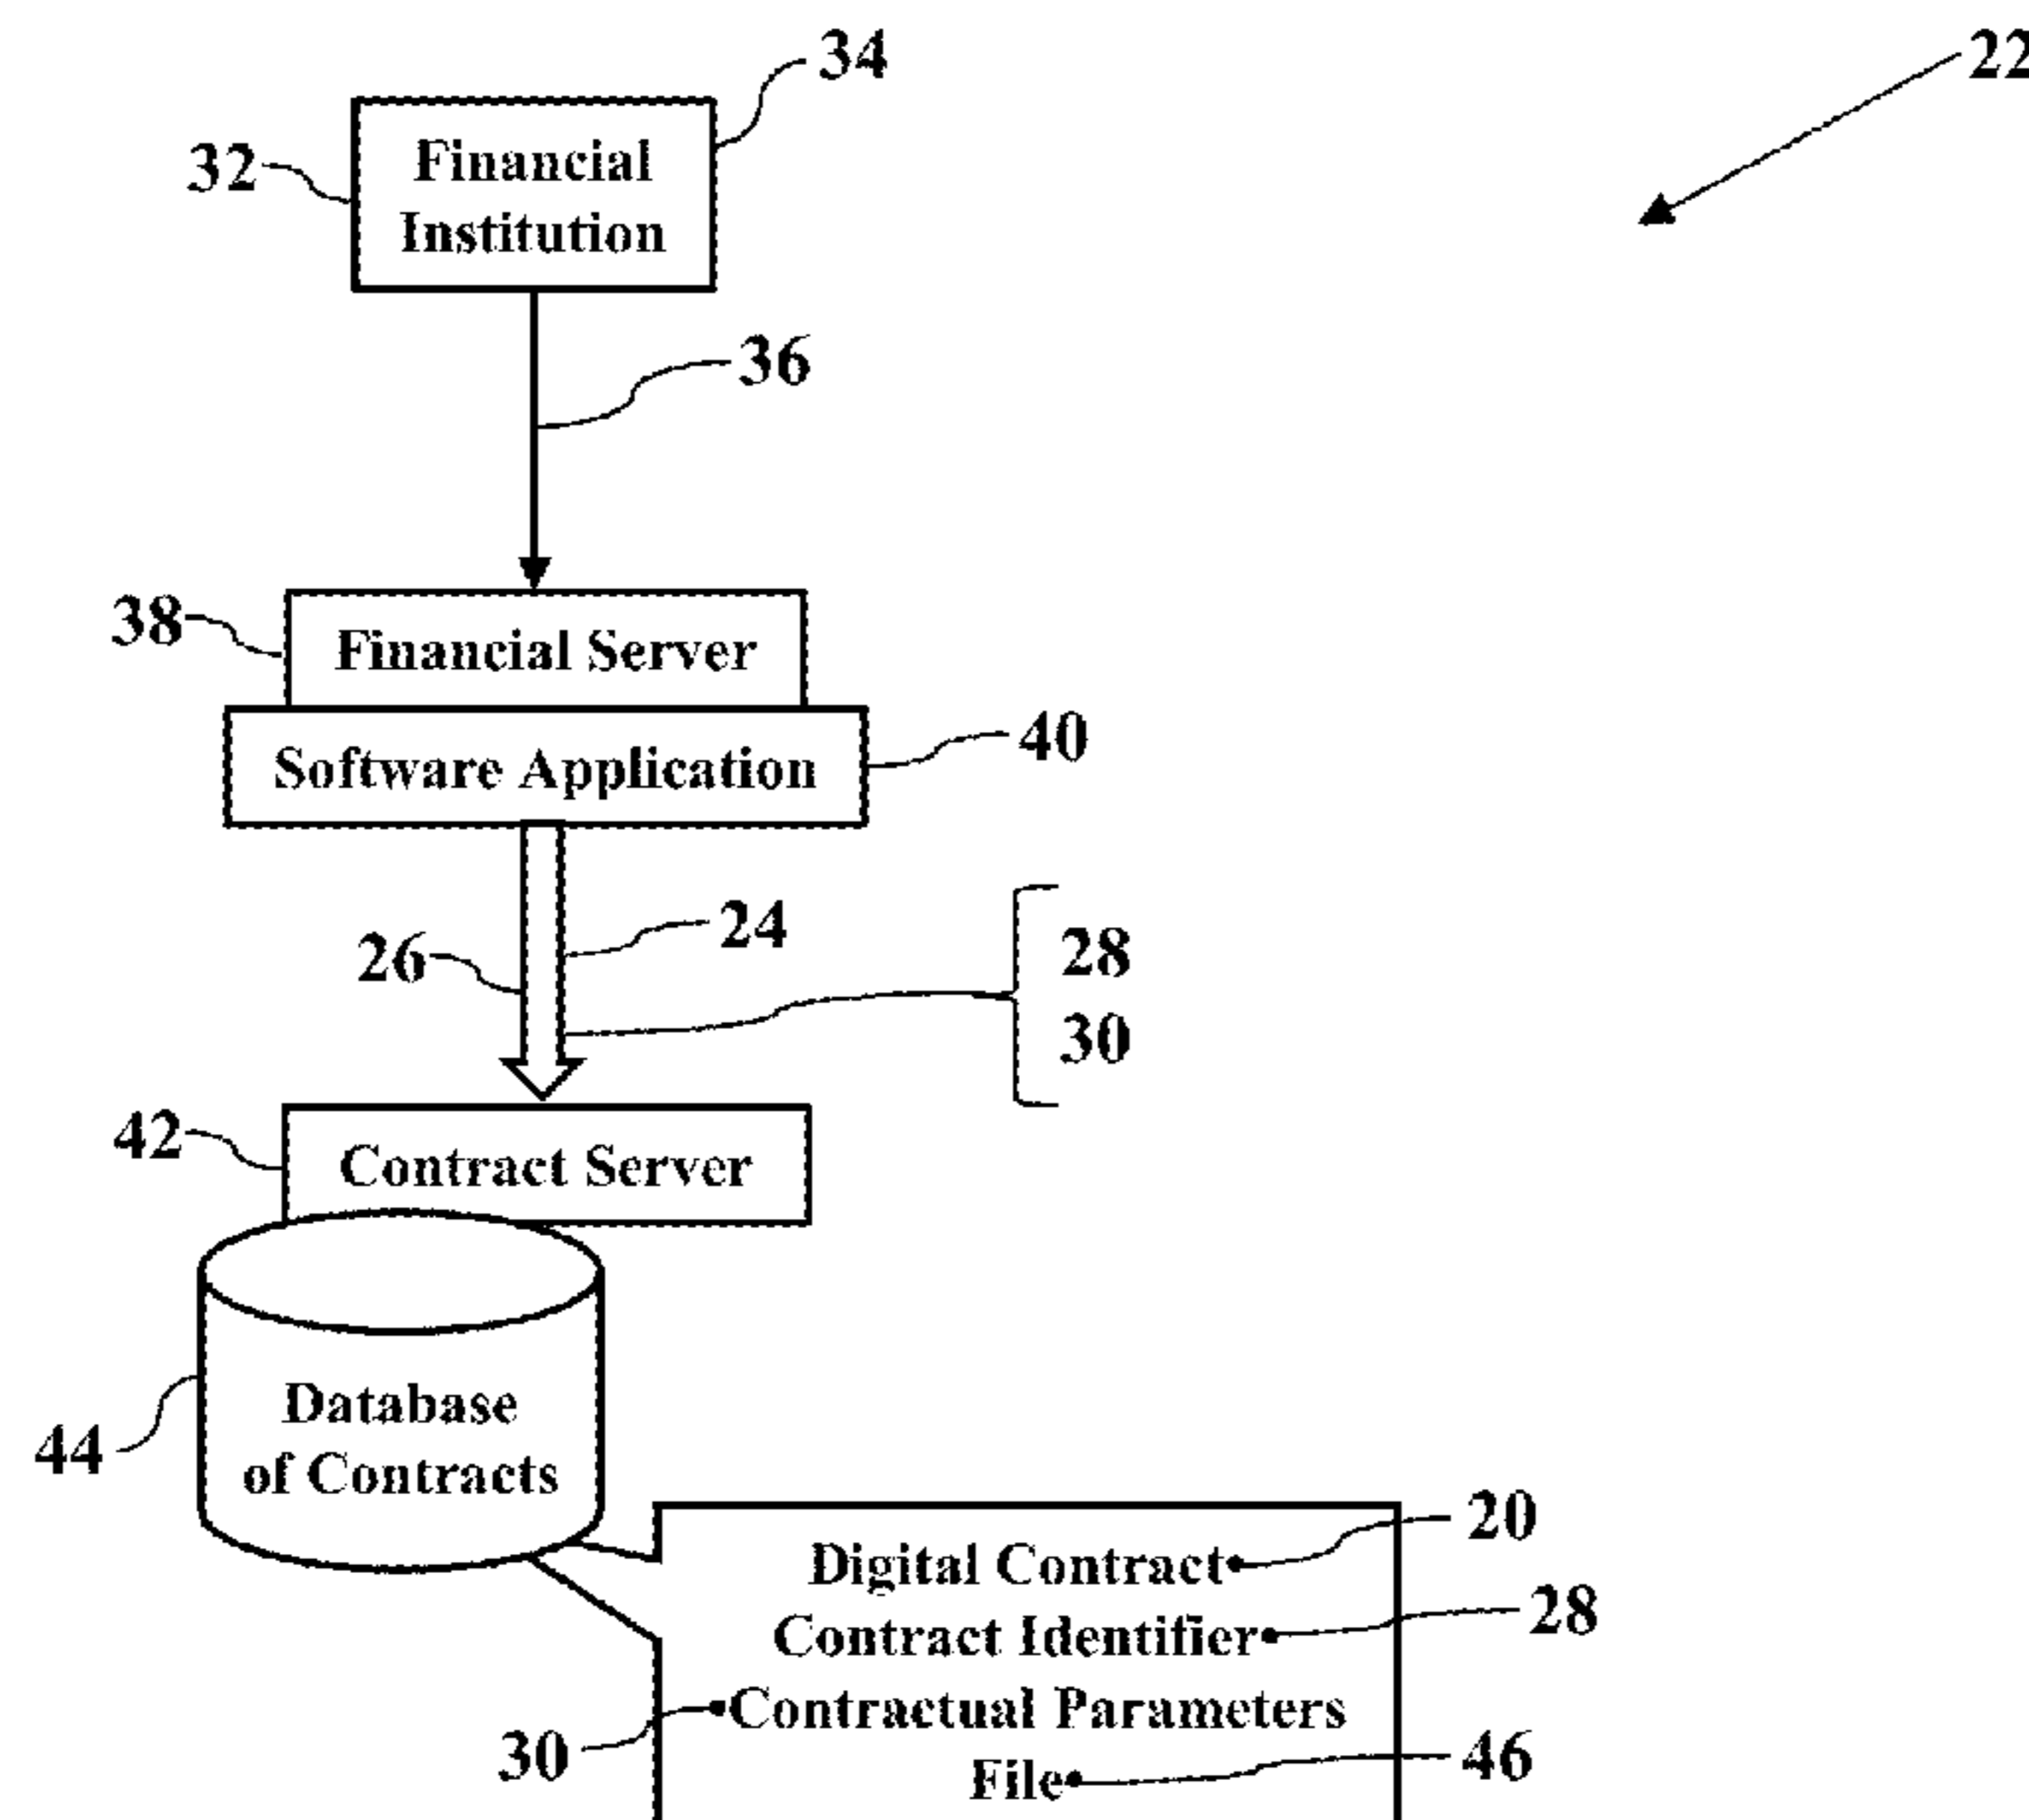 34
22
32
Financial
Institution
36
38
Financial Server
40
Software Application
24
26
28
30
42
Contract Server
44
Database
of Contracts
20
Digital Contract
28
Contract Identifier
Contractual Parameters
30
46
File